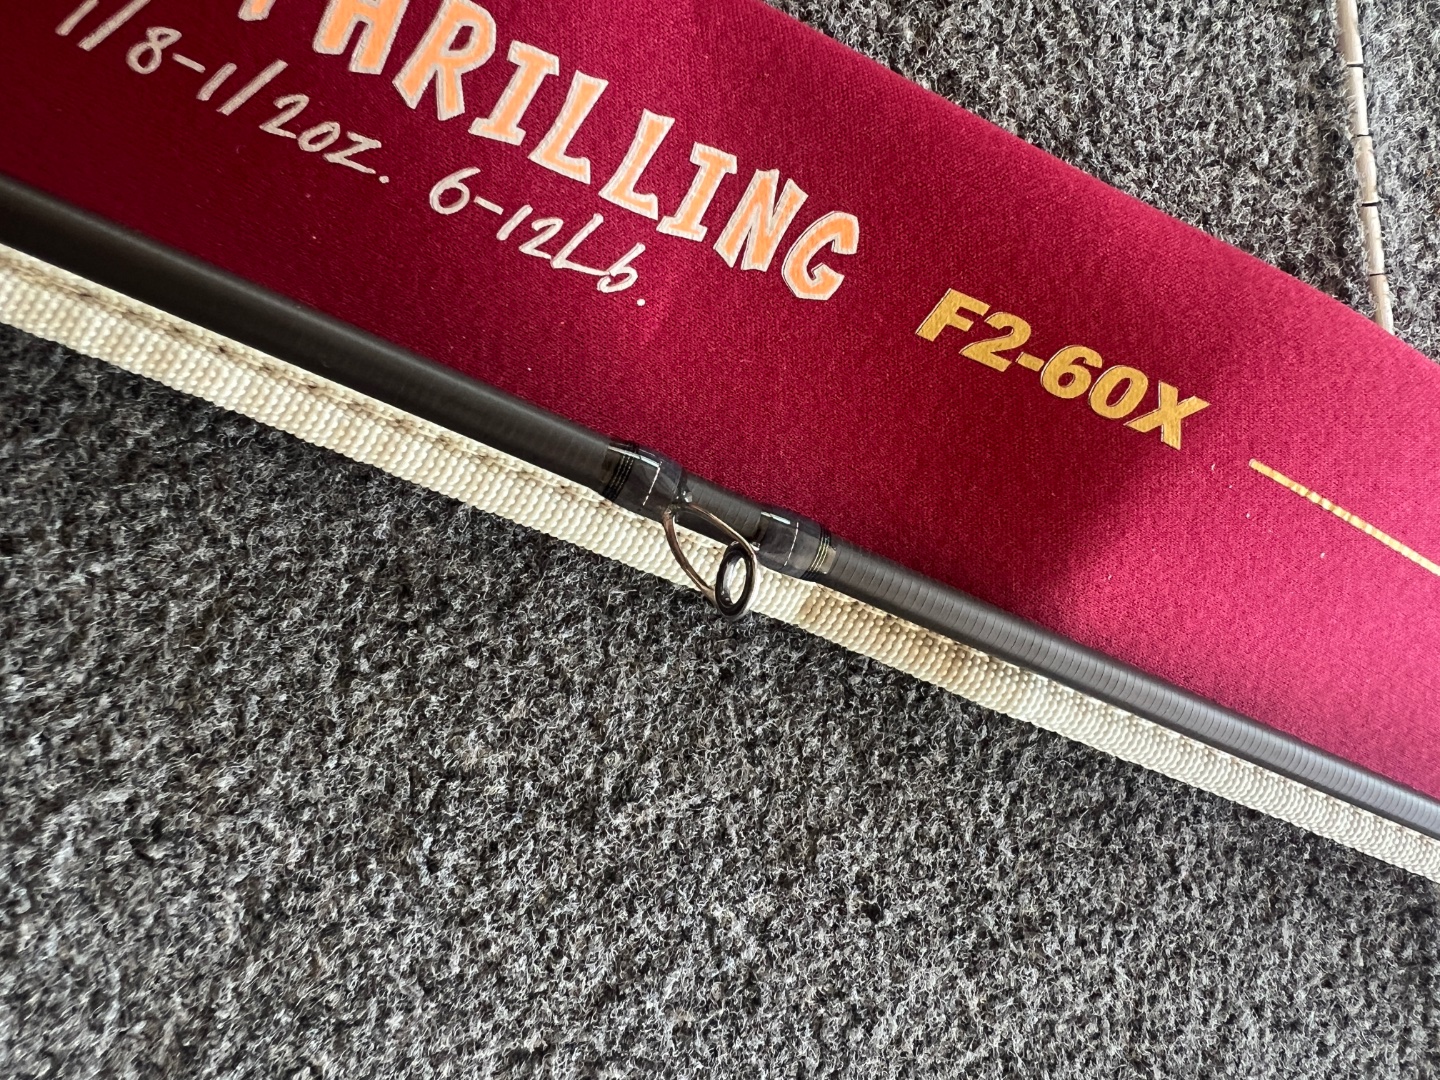 THRILLING
1/8-1/2oz. 6-12Lb.
F2-60X